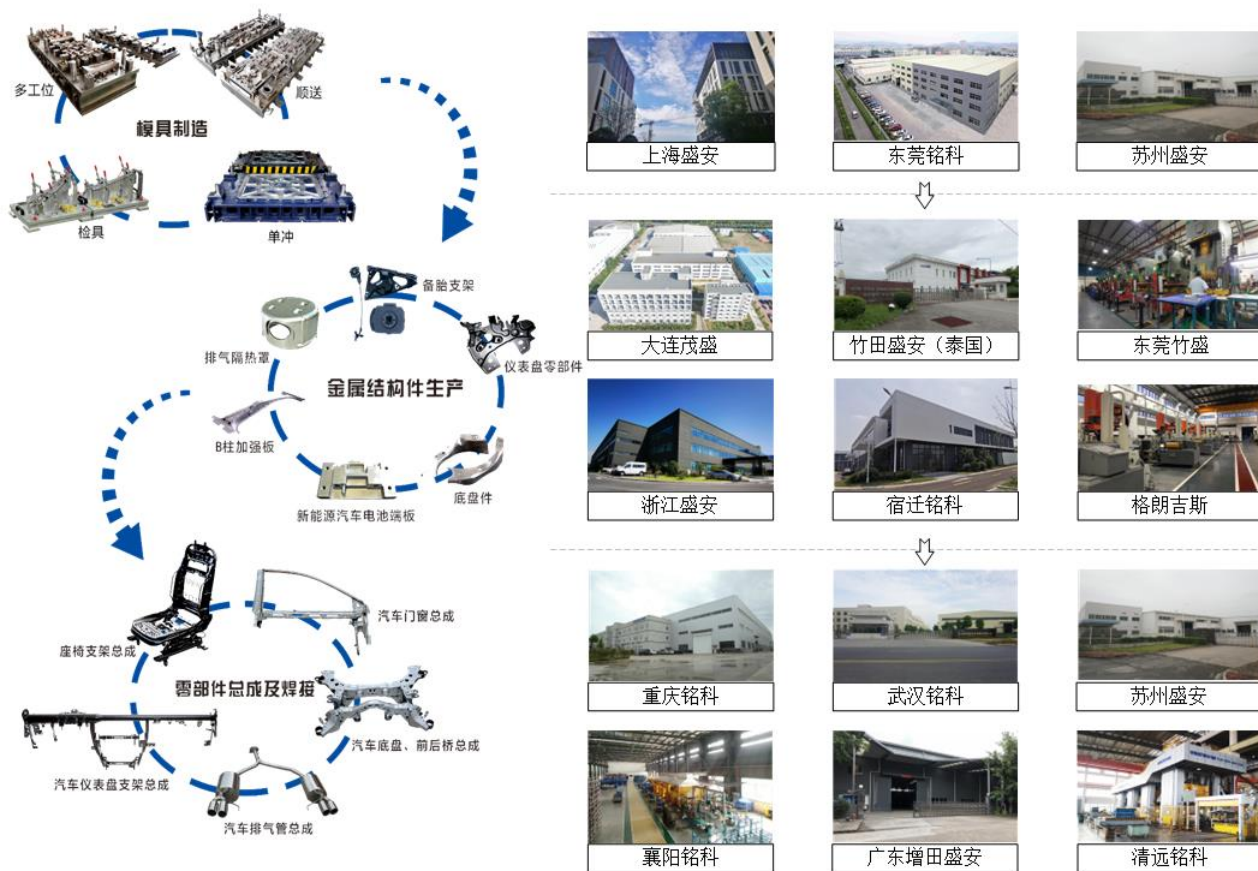 多工位
顺送
模具制造
检具
单冲
备胎支架
排气隔热罩
仪表盘零部件
金属结构件生产
B柱加强板
底盘件
新能源汽车电池端板
汽车门窗总成
座椅支架总成
零部件总成及焊接
汽车底盘、前后桥总成
汽车仪表盘支架总成
汽车排气管总成
上海盛安
东莞铭科
苏州盛安
大连茂盛
竹田盛安（泰国）
东莞竹盛
浙江盛安
宿迁铭科
格朗吉斯
重庆铭科
武汉铭科
苏州盛安
襄阳铭科
广东增田盛安
清远铭科